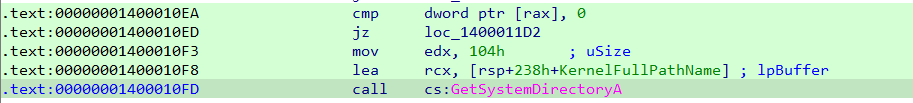 .text:00000001400010EA cmp dword ptr [rax], 0
.text:00000001400010ED jz loc_1400011D2
.text:00000001400010F3 mov edx, 104h ; uSize
.text:00000001400010F8 lea rcx, [rsp+238h+KernelFullPathName] ; lpBuffer
.text:00000001400010FD call cs:GetSystemDirectoryA